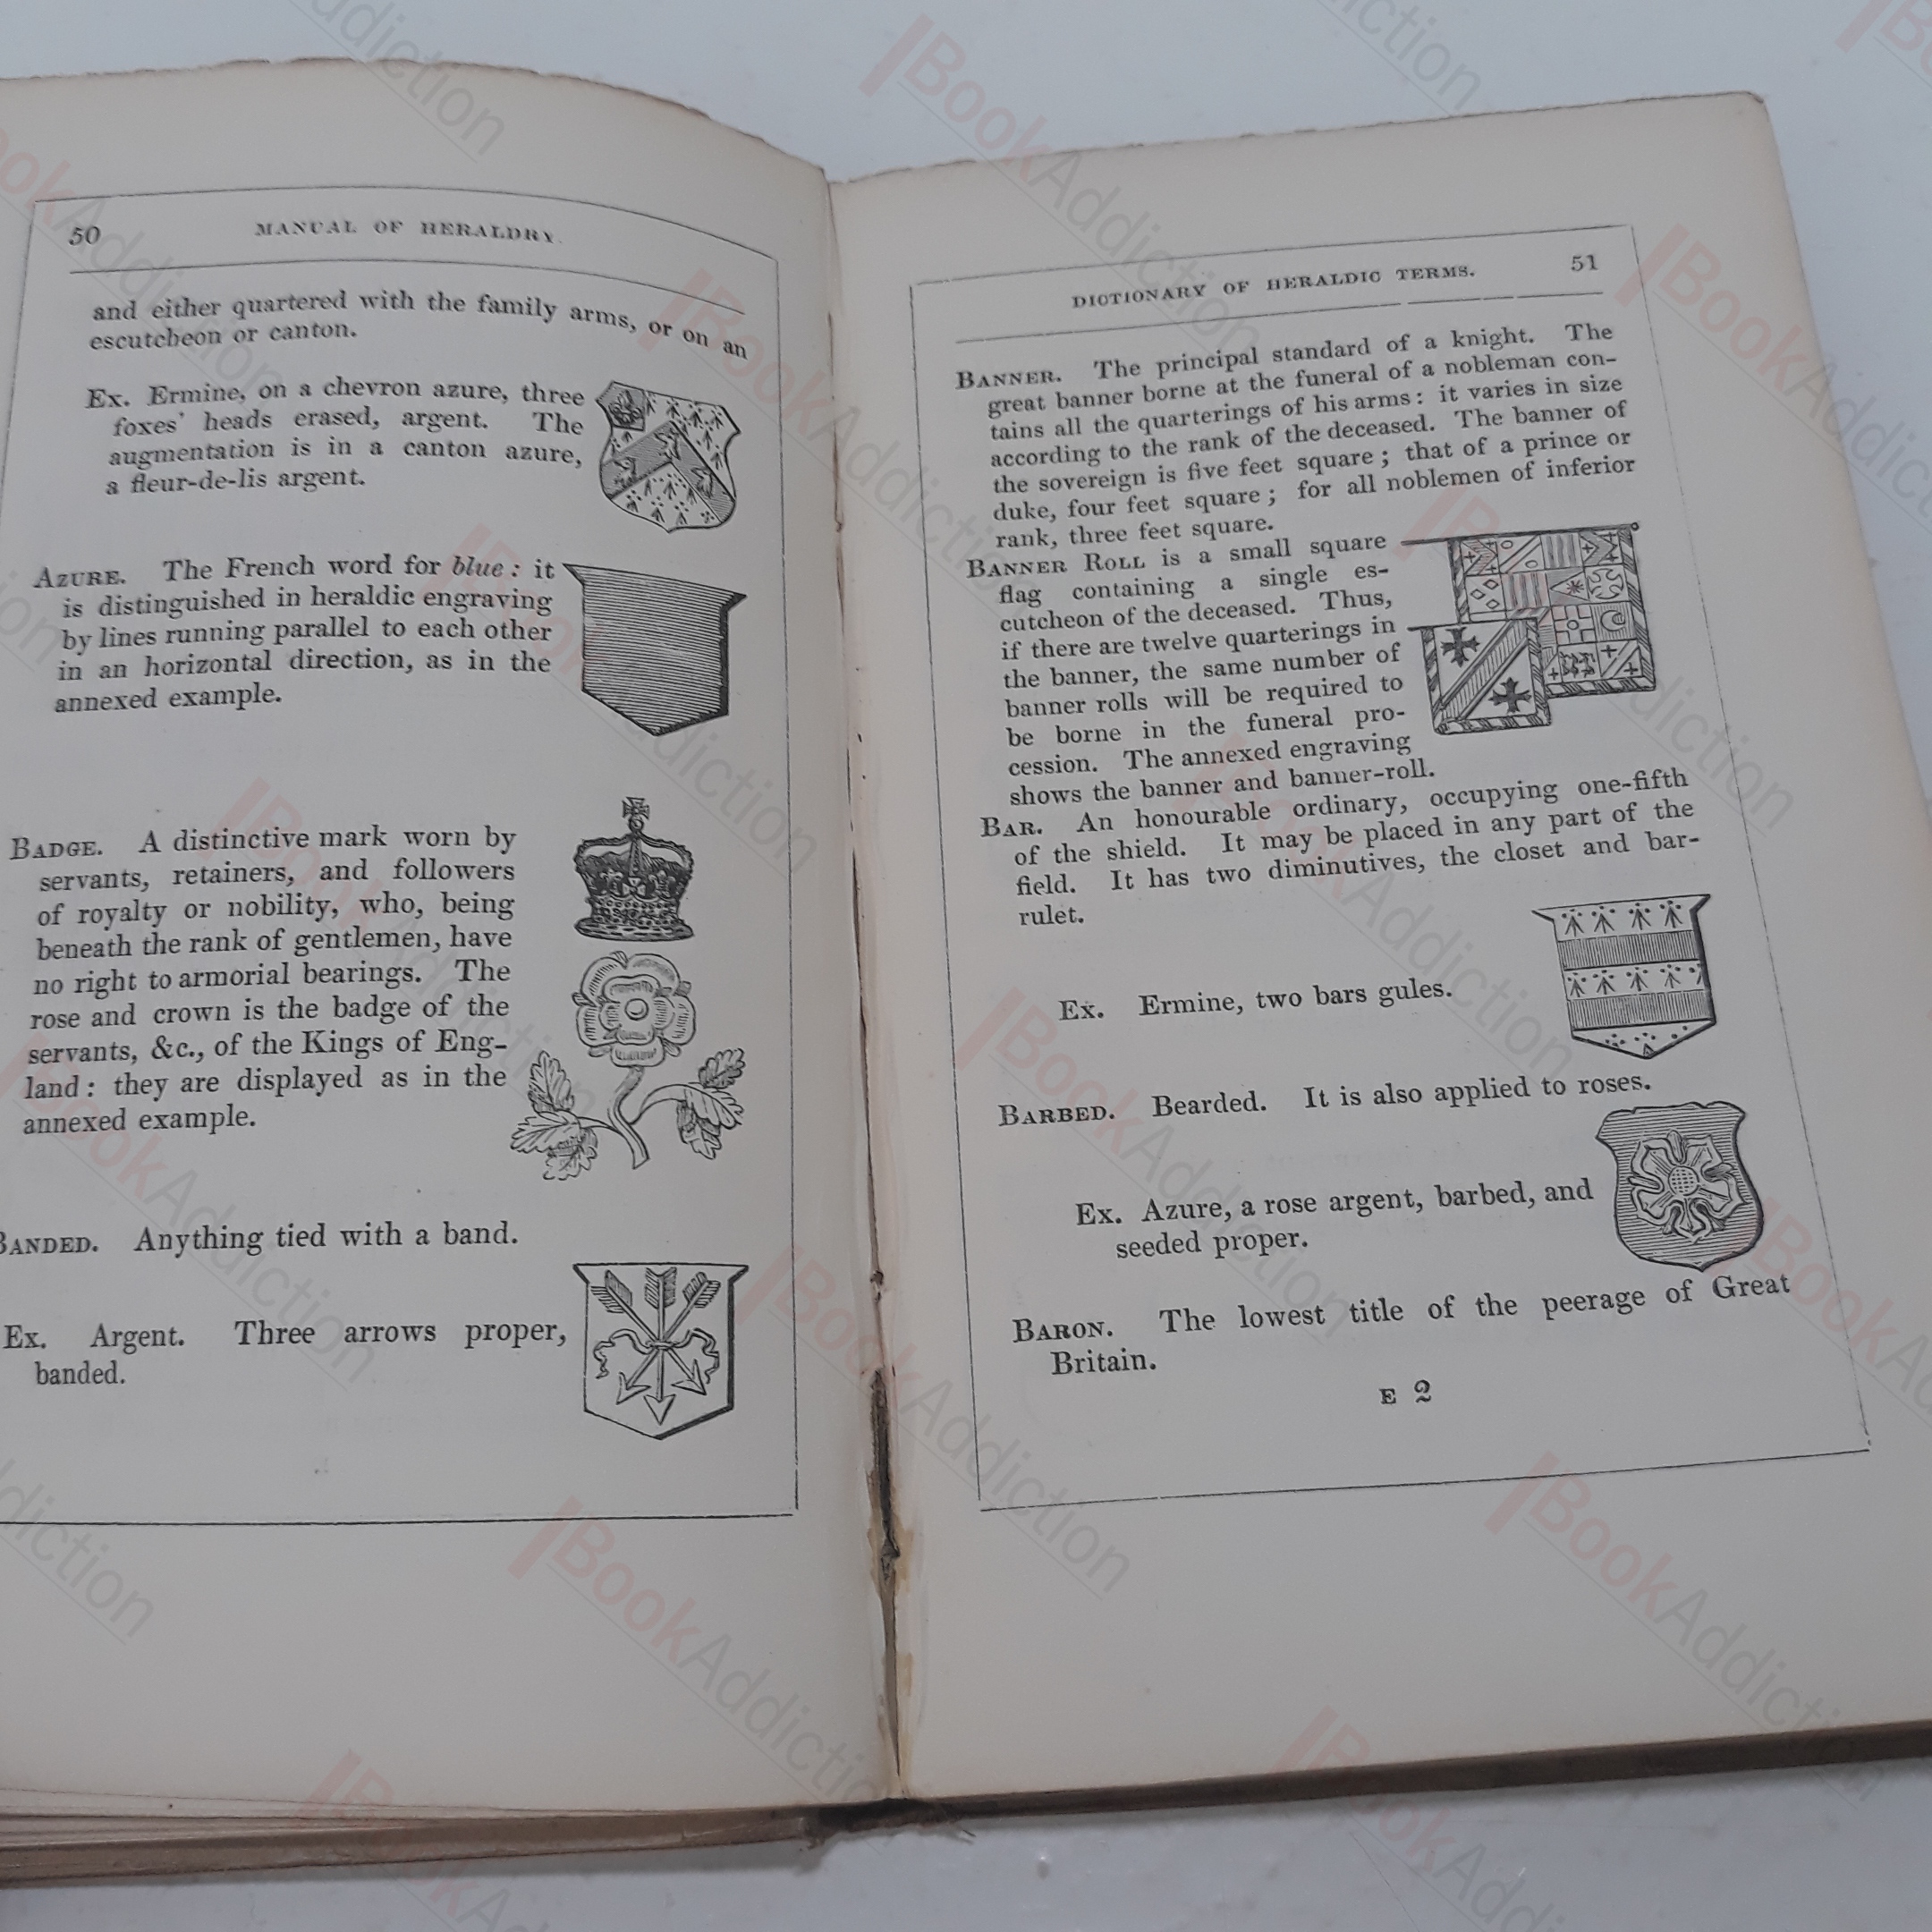 50
MANUAL OF HERALDRY.
and either quartered with the family arms, or on an
escutcheon or canton.
Ex. Ermine, on a chevron azure, three
foxes' heads erased, argent. The
augmentation is in a canton azure,
a fleur-de-lis argent.
AZURE. The French word for blue: it
is distinguished in heraldic engraving
by lines running parallel to each other
in an horizontal direction, as in the
annexed example.
BADGE. A distinctive mark worn by
servants, retainers, and followers
of royalty or nobility, who, being
beneath the rank of gentlemen, have
no right to armorial bearings. The
rose and crown is the badge of the
servants, &c., of the Kings of Eng-
land: they are displayed as in the
annexed example.
BANDED. Anything tied with a band.
Ex. Argent. Three arrows proper,
banded.
DICTIONARY OF HERALDIC TERMS.
51
BANNER. The principal standard of a knight. The
great banner borne at the funeral of a nobleman con-
tains all the quarterings of his arms: it varies in size
according to the rank of the deceased. The banner of
the sovereign is five feet square; that of a prince or
duke, four feet square; for all noblemen of inferior
rank, three feet square.
BANNER ROLL is a small square
flag containing a single es-
cutcheon of the deceased. Thus,
if there are twelve quarterings in
the banner, the same number of
banner rolls will be required to
be borne in the funeral pro-
cession. The annexed engraving
shows the banner and banner-roll.
BAR. An honourable ordinary, occupying one-fifth
of the shield. It may be placed in any part of the
field. It has two diminutives, the closet and bar-
rulet.
Ex. Ermine, two bars gules.
BARBED. Bearded. It is also applied to roses.
Ex. Azure, a rose argent, barbed, and
seeded proper.
BARON. The lowest title of the peerage of Great
Britain.
E 2
BookAddiction